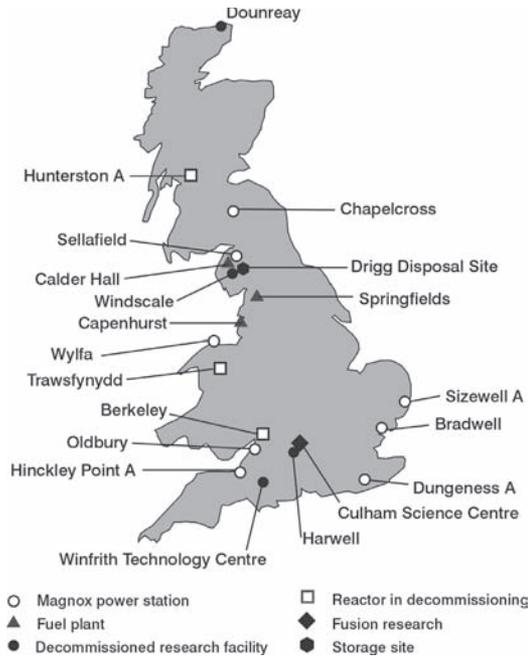 Dounreay
Hunterston A
Chapelcross
Sellafield
Calder Hall
Drigg Disposal Site
Windscale
Springfields
Capenhurst
Wylfa
Trawsfynydd
Sizewell A
Berkeley
Bradwell
Oldbury
Hinckley Point A
Dungeness A
Culham Science Centre
Harwell
Winfrith Technology Centre
Magnox power station
Reactor in decommissioning
Fuel plant
Fusion research
Decommissioned research facility
Storage site